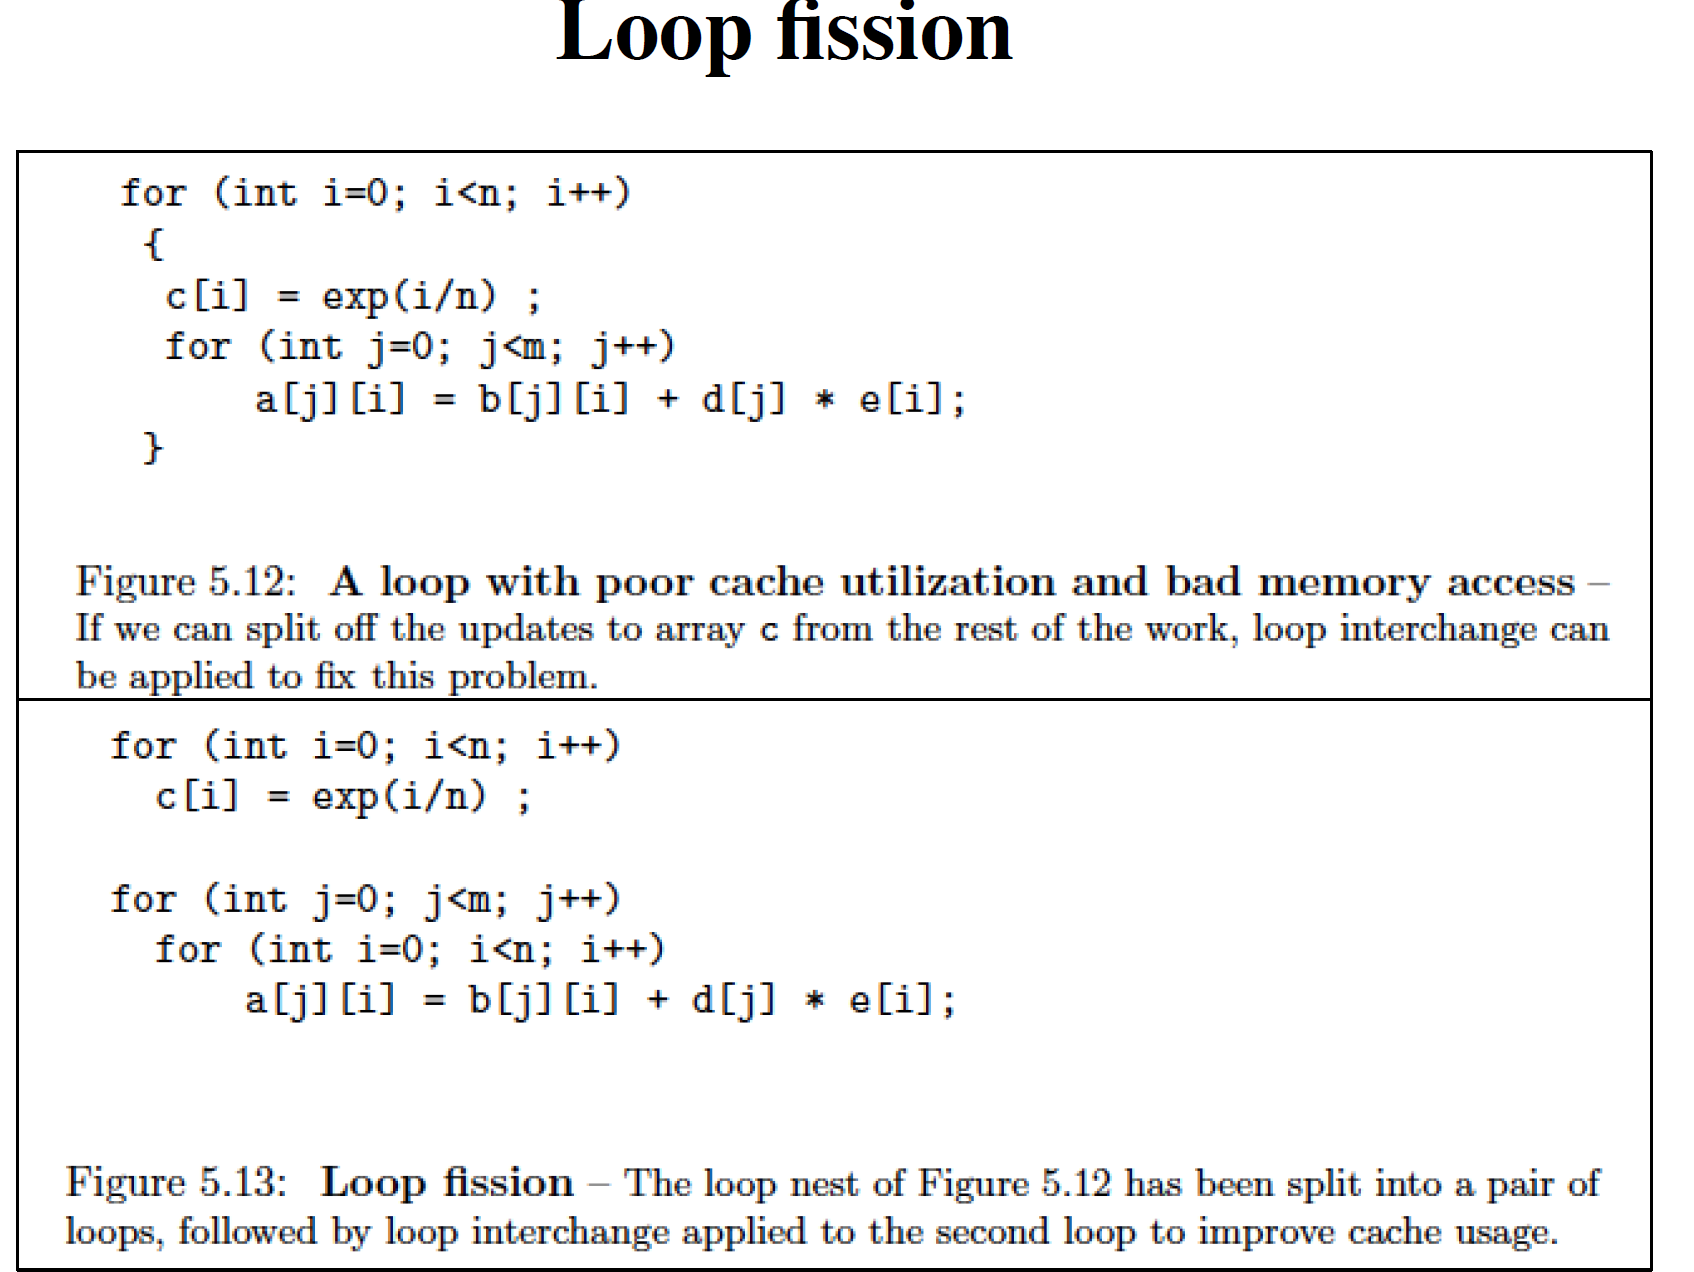 Loop fission
for (int i=0; i<n; i++)
{
c[i] = exp(i/n) ;
for (int j=0; j<m; j++)
a[j][i] = b[j][i] + d[j] * e[i];
}
Figure 5.12: A loop with poor cache utilization and bad memory access –
If we can split off the updates to array c from the rest of the work, loop interchange can
be applied to fix this problem.
for (int i=0; i<n; i++)
c[i] = exp(i/n) ;
for (int j=0; j<m; j++)
for (int i=0; i<n; i++)
a[j][i] = b[j][i] + d[j] * e[i];
Figure 5.13: Loop fission – The loop nest of Figure 5.12 has been split into a pair of
loops, followed by loop interchange applied to the second loop to improve cache usage.